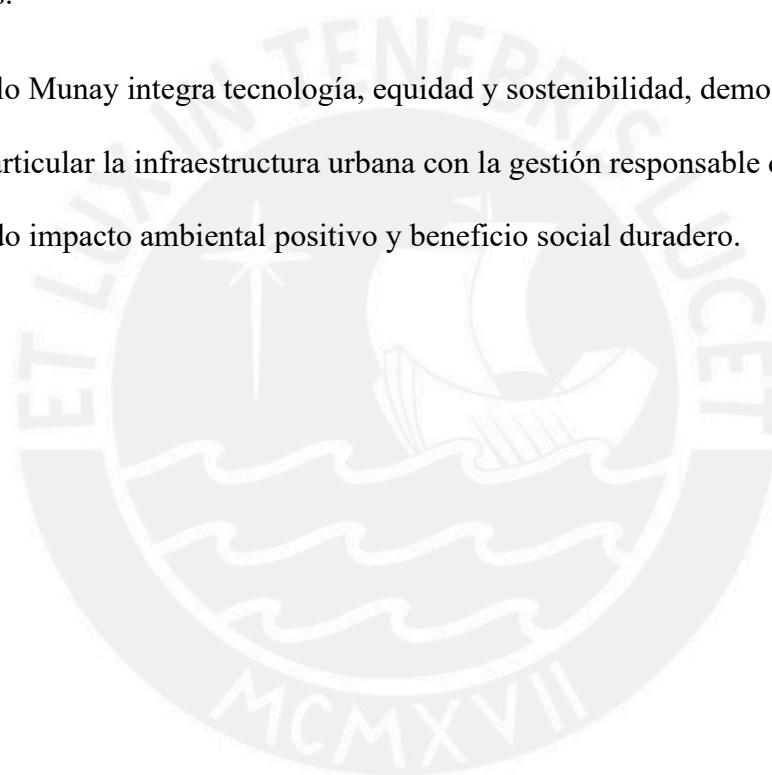 lo Munay integra tecnología, equidad y sostenibilidad, demo
articular la infraestructura urbana con la gestión responsable
do impacto ambiental positivo y beneficio social duradero.
ET LUX IN TENEBRIS LUCET
MCMXVII